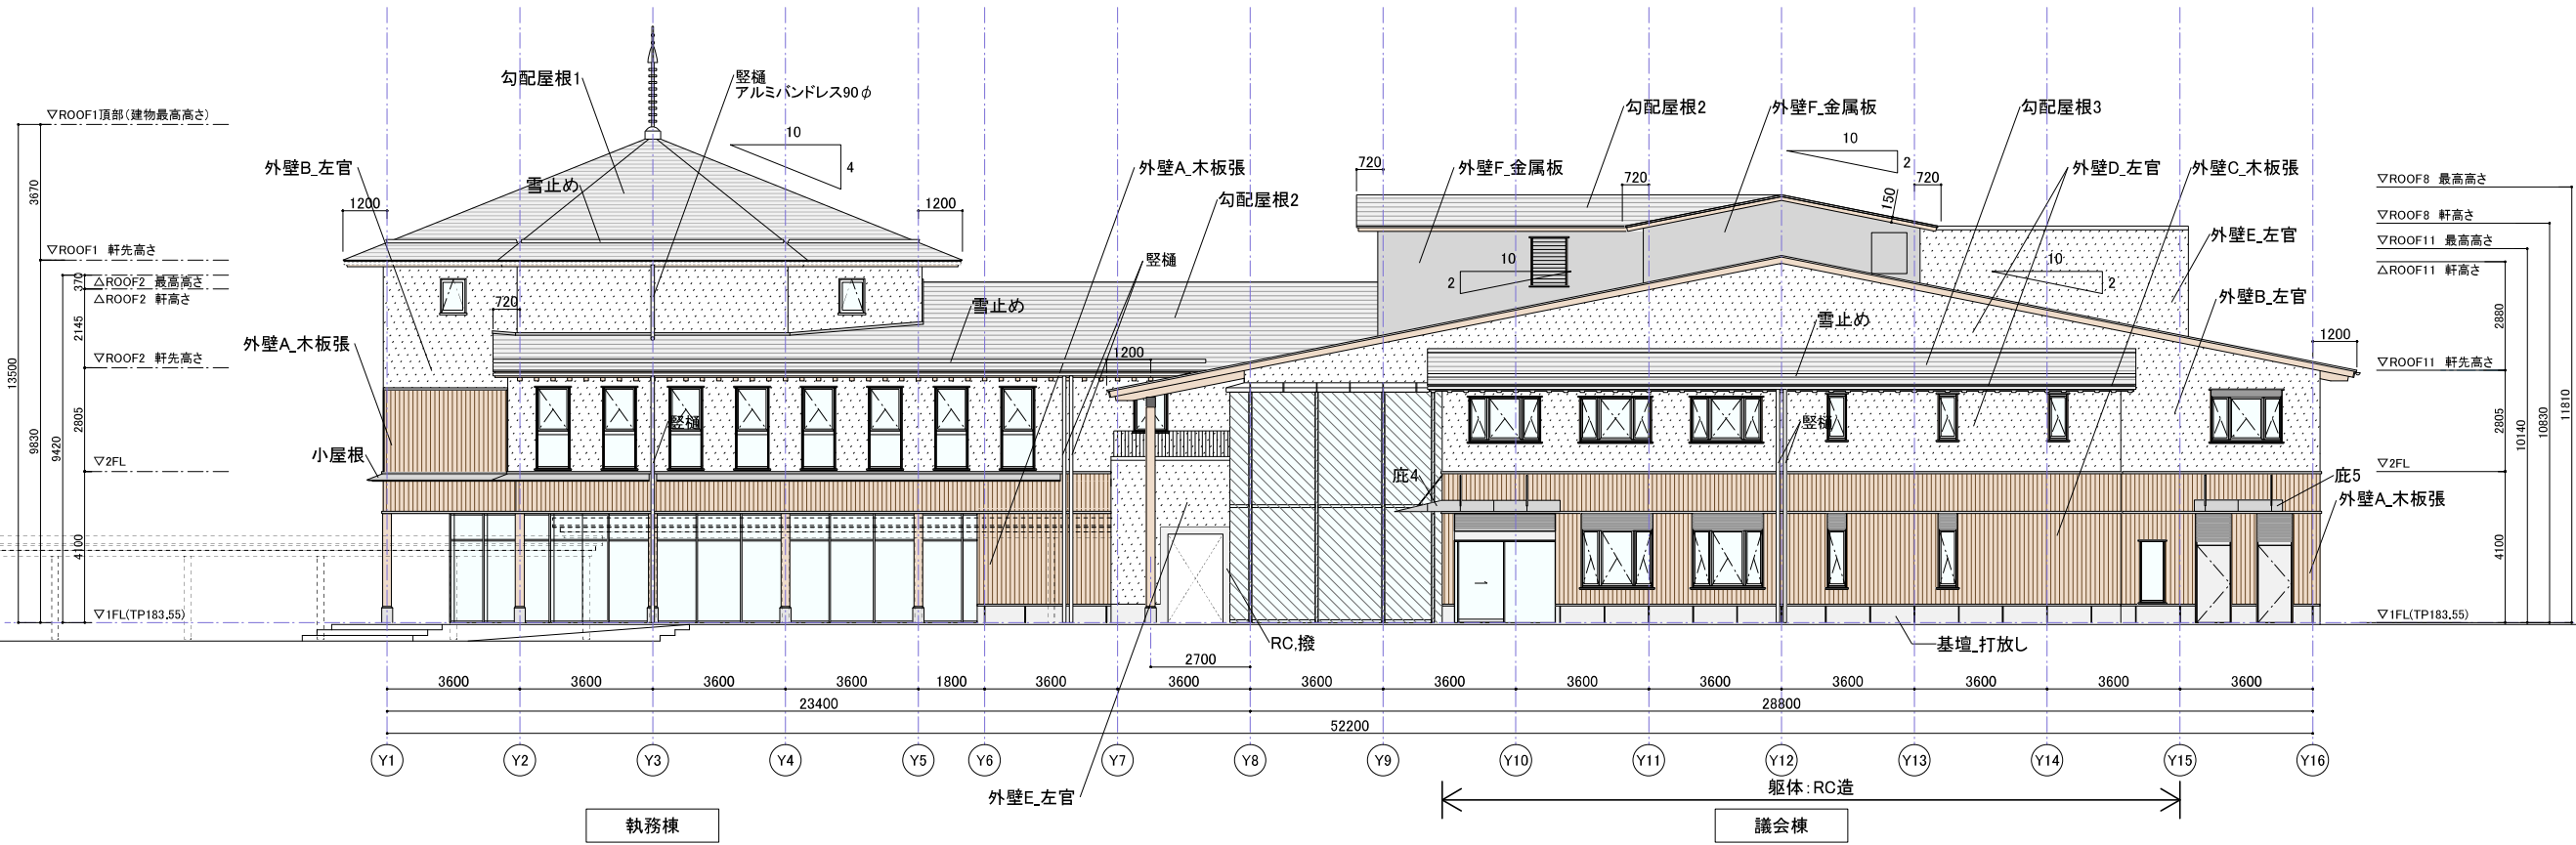 勾配屋根1
竪樋
アルミバンドレス90φ
▽ROOF1頂部(建物最高高さ)
10
4
外壁B_左官
雪止め
外壁A_木板張
勾配屋根2
1200
1200
▽ROOF1 軒先高さ
△ROOF2 最高高さ
△ROOF2 軒高さ
720
竪樋
雪止め
外壁A_木板張
▽ROOF2 軒先高さ
1200
竪樋
小屋根
▽2FL
▽1FL(TP183.55)
13500
3670
9830
9420
370
2145
2805
4100
勾配屋根2
外壁F_金属板
10
2
勾配屋根3
720
外壁F_金属板
720
720
150
外壁D_左官
外壁C_木板張
▽ROOF8 最高高さ
▽ROOF8 軒高さ
▽ROOF11 最高高さ
△ROOF11 軒高さ
外壁E_左官
10
2
10
2
外壁B_左官
雪止め
1200
▽ROOF11 軒先高さ
竪樋
庇4
▽2FL
庇5
外壁A_木板張
▽1FL(TP183.55)
2880
2805
4100
10140
10830
11810
RC,撥
基壇_打放し
2700
3600
3600
3600
3600
1800
3600
3600
3600
3600
3600
3600
3600
3600
3600
3600
23400
28800
52200
Y1
Y2
Y3
Y4
Y5
Y6
Y7
Y8
Y9
Y10
Y11
Y12
Y13
Y14
Y15
Y16
外壁E_左官
躯体:RC造
執務棟
議会棟